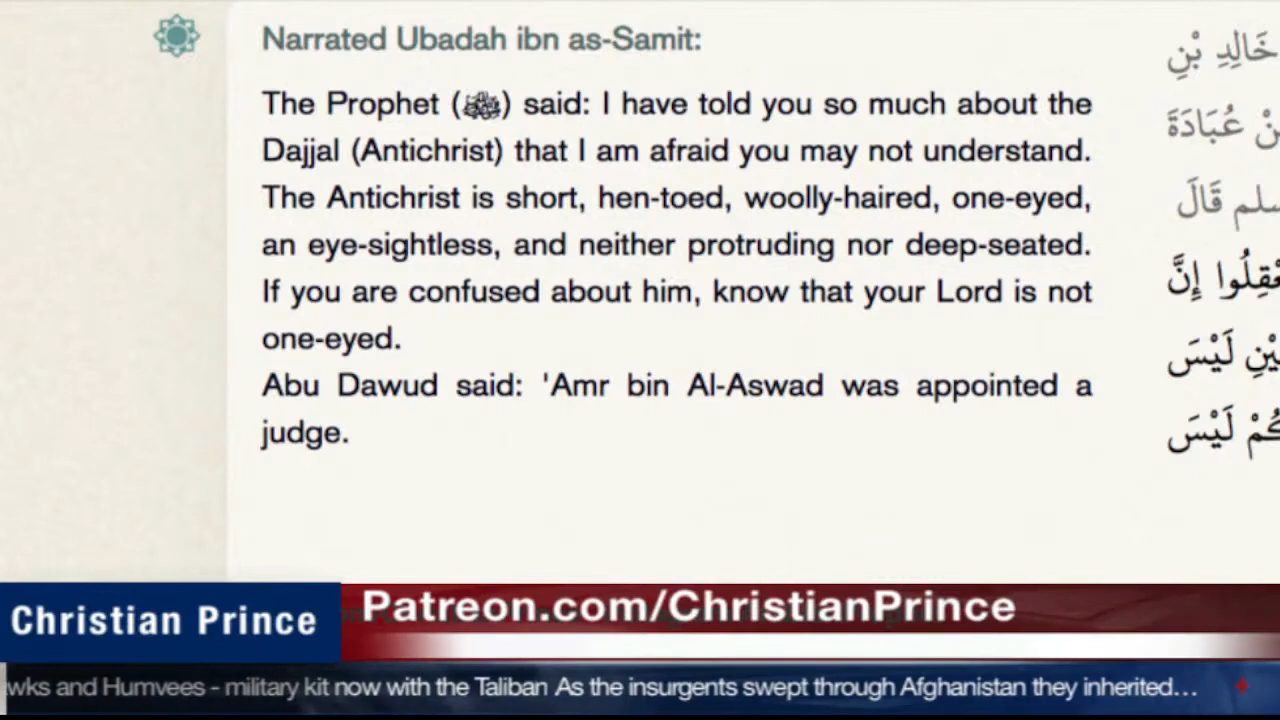 Narrated Ubadah ibn as-Samit:
The Prophet (ﷺ) said: I have told you so much about the
Dajjal (Antichrist) that I am afraid you may not understand.
The Antichrist is short, hen-toed, woolly-haired, one-eyed,
an eye-sightless, and neither protruding nor deep-seated.
If you are confused about him, know that your Lord is not
one-eyed.
Abu Dawud said: 'Amr bin Al-Aswad was appointed a
judge.
خَالِدِ بْنِ
عُبَادَةَ
قَالَ
إِنَّ
لَيْسَ
لَيْسَ
Christian Prince
Patreon.com/ChristianPrince
wks and Humvees - military kit now with the Taliban As the insurgents swept through Afghanistan they inherited...